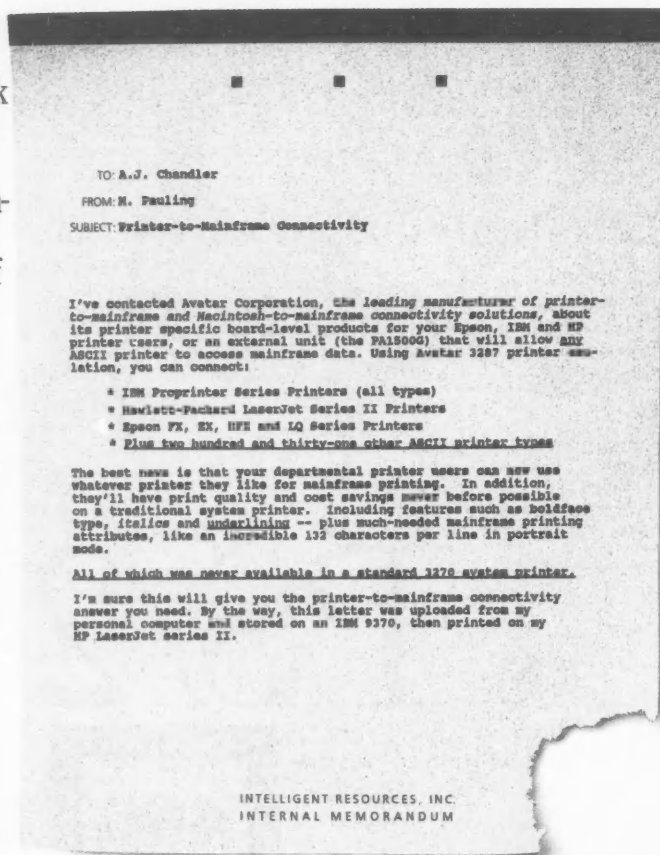 k
TO: A.J. Chandler
FROM: M. Pauling
SUBJECT: Printer-to-Mainframe Connectivity
I've contacted Avatar Corporation, the leading manufacturer of printer-
to-mainframe and Macintosh-to-mainframe connectivity solutions, about
its printer specific board-level products for your Epson, IBM and HP
printer users, or an external unit (the PA1500G) that will allow any
ASCII printer to access mainframe data. Using Avatar 3287 printer emu-
lation, you can connect:
* IBM Proprinter Series Printers (all types)
* Hewlett-Packard LaserJet Series II Printers
* Epson FX, EX, and LQ Series Printers
* Plus two hundred and thirty-one other ASCII printer types
The best news is that your departmental printer users can now use
whatever printer they like for mainframe printing. In addition,
they'll have print quality and cost savings never before possible
on a traditional system printer. Including features such as boldface
type, italics and underlining -- plus much-needed mainframe printing
attributes, like an incredible 132 characters per line in portrait
mode.
All of which was never available in a standard 3270 system printer.
I'm sure this will give you the printer-to-mainframe connectivity
answer you need. By the way, this letter was uploaded from my
personal computer and stored on an IBM 9370, then printed on my
HP LaserJet series II.
INTELLIGENT RESOURCES, INC.
INTERNAL MEMORANDUM